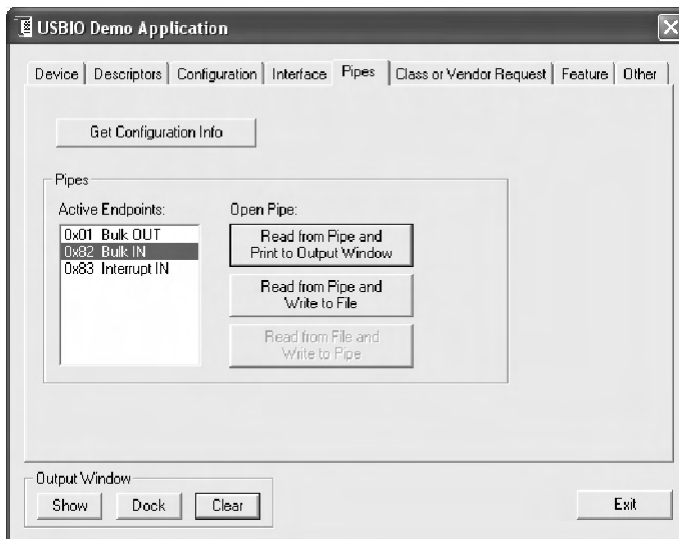 USBIO Demo Application
Device Descriptors Configuration Interface Pipes Class or Vendor Request Feature Other
Get Configuration Info
Pipes
Active Endpoints:
0x01 Bulk OUT
0x82 Bulk IN
0x83 Interrupt IN
Open Pipe:
Read from Pipe and
Print to Output Window
Read from Pipe and
Write to File
Read from File and
Write to Pipe
Output Window
Show Dock Clear
Exit